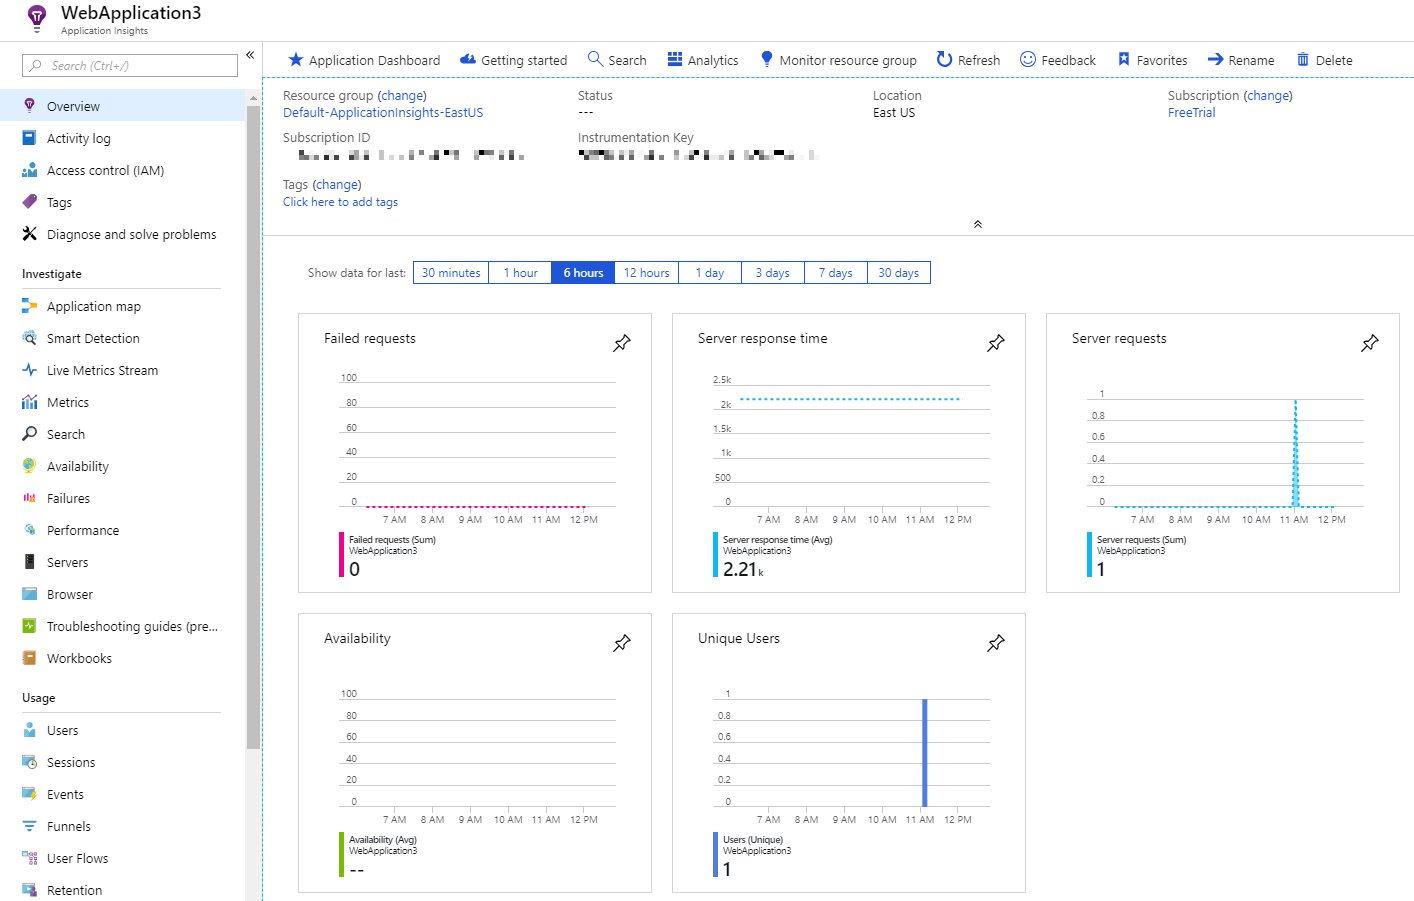 WebApplication3
Application Insights
Search (Ctrl+/)
«
Overview
Activity log
Access control (IAM)
Tags
Diagnose and solve problems
Investigate
Application map
Smart Detection
Live Metrics Stream
Metrics
Search
Availability
Failures
Performance
Servers
Browser
Troubleshooting guides (pre...
Workbooks
Usage
Users
Sessions
Events
Funnels
User Flows
Retention
Application Dashboard Getting started Search Analytics Monitor resource group Refresh Feedback Favorites Rename Delete
Resource group (change) Status Location Subscription (change)
Default-ApplicationInsights-EastUS --- East US FreeTrial
Subscription ID Instrumentation Key
Tags (change)
Click here to add tags
Show data for last: 30 minutes 1 hour 6 hours 12 hours 1 day 3 days 7 days 30 days
Failed requests
100
80
60
40
20
0
7 AM 8 AM 9 AM 10 AM 11 AM 12 PM
Failed requests (Sum)
WebApplication3
0
Server response time
2.5k
2k
1.5k
1k
500
0
7 AM 8 AM 9 AM 10 AM 11 AM 12 PM
Server response time (Avg)
WebApplication3
2.21 k
Server requests
1
0.8
0.6
0.4
0.2
0
7 AM 8 AM 9 AM 10 AM 11 AM 12 PM
Server requests (Sum)
WebApplication3
1
Availability
100
80
60
40
20
0
7 AM 8 AM 9 AM 10 AM 11 AM 12 PM
Availability (Avg)
WebApplication3
--
Unique Users
1
0.8
0.6
0.4
0.2
0
7 AM 8 AM 9 AM 10 AM 11 AM 12 PM
Users (Unique)
WebApplication3
1